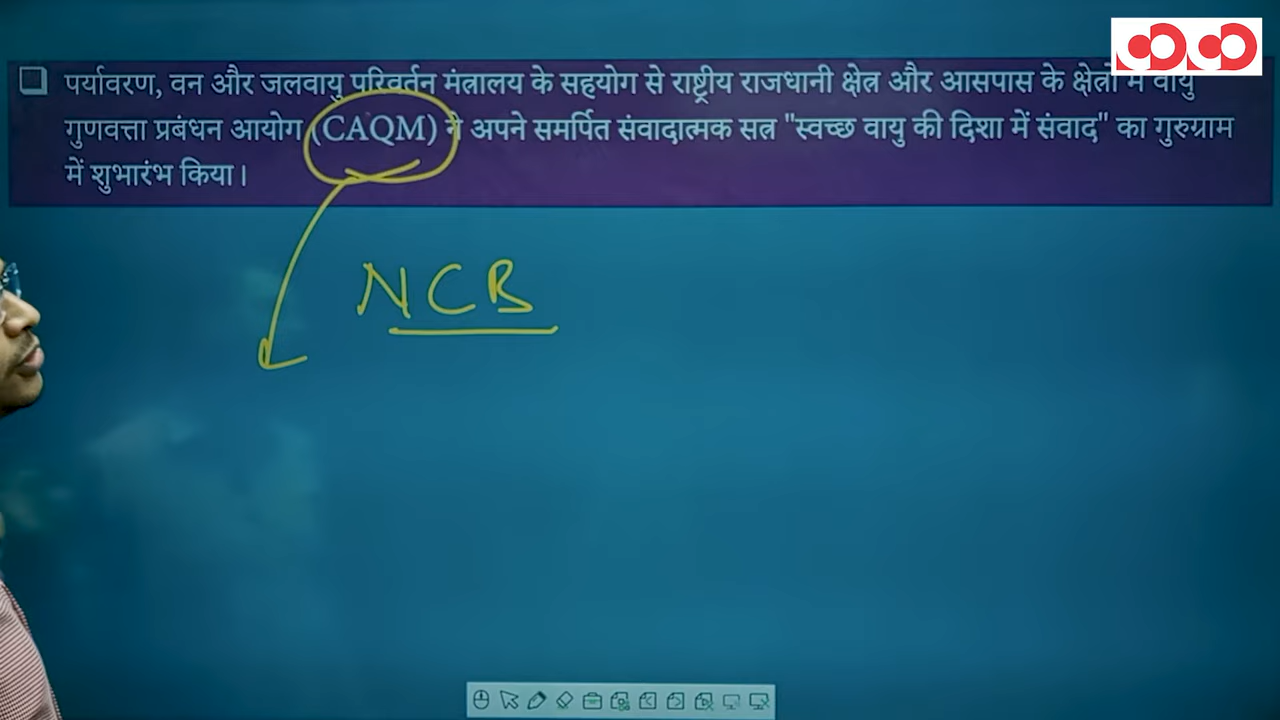 पर्यावरण, वन और जलवायु परिवर्तन मंत्रालय के सहयोग से राष्ट्रीय राजधानी क्षेत्र और आसपास के क्षेत्रों में वायु
गुणवत्ता प्रबंधन आयोग (CAQM) ने अपने समर्पित संवादात्मक सत्र "स्वच्छ वायु की दिशा में संवाद" का गुरुग्राम
में शुभारंभ किया।
NCB